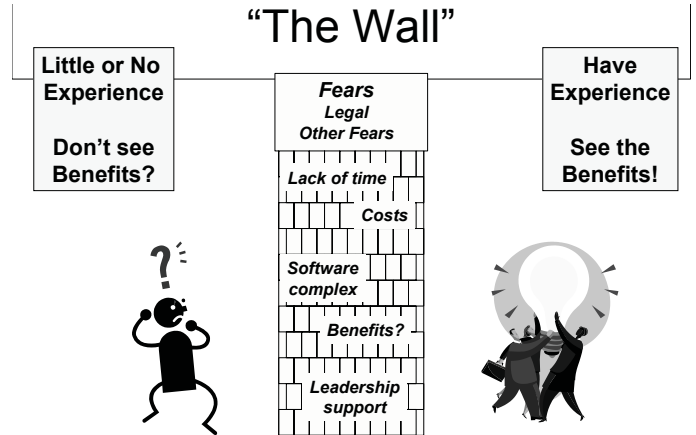 “The Wall”
Little or No
Experience
Don’t see
Benefits?
Fears
Legal
Other Fears
Lack of time
Costs
Software
complex
Benefits?
Leadership
support
Have
Experience
See the
Benefits!
?